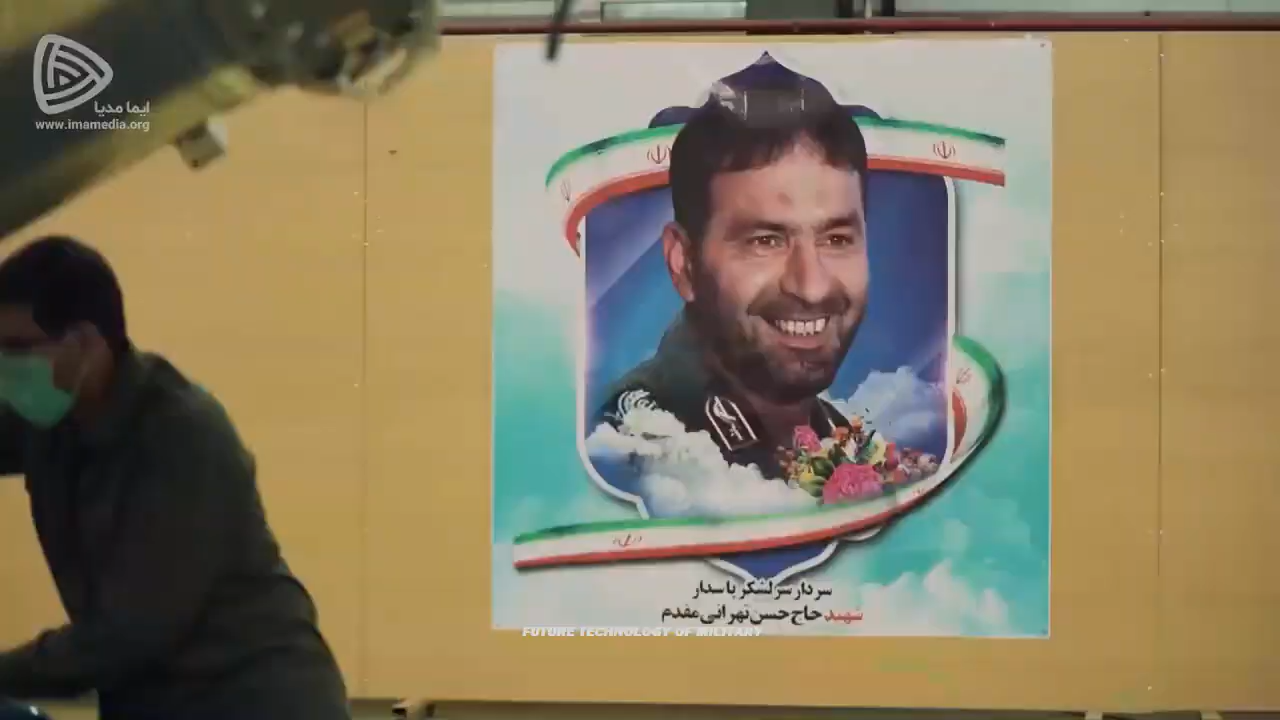 ایما مدیا
www.imamedia.org
سردار سرلشکر پاسدار
شهید حاج حسن تهرانی مقدم
FUTURE TECHNOLOGY OF MILITARY